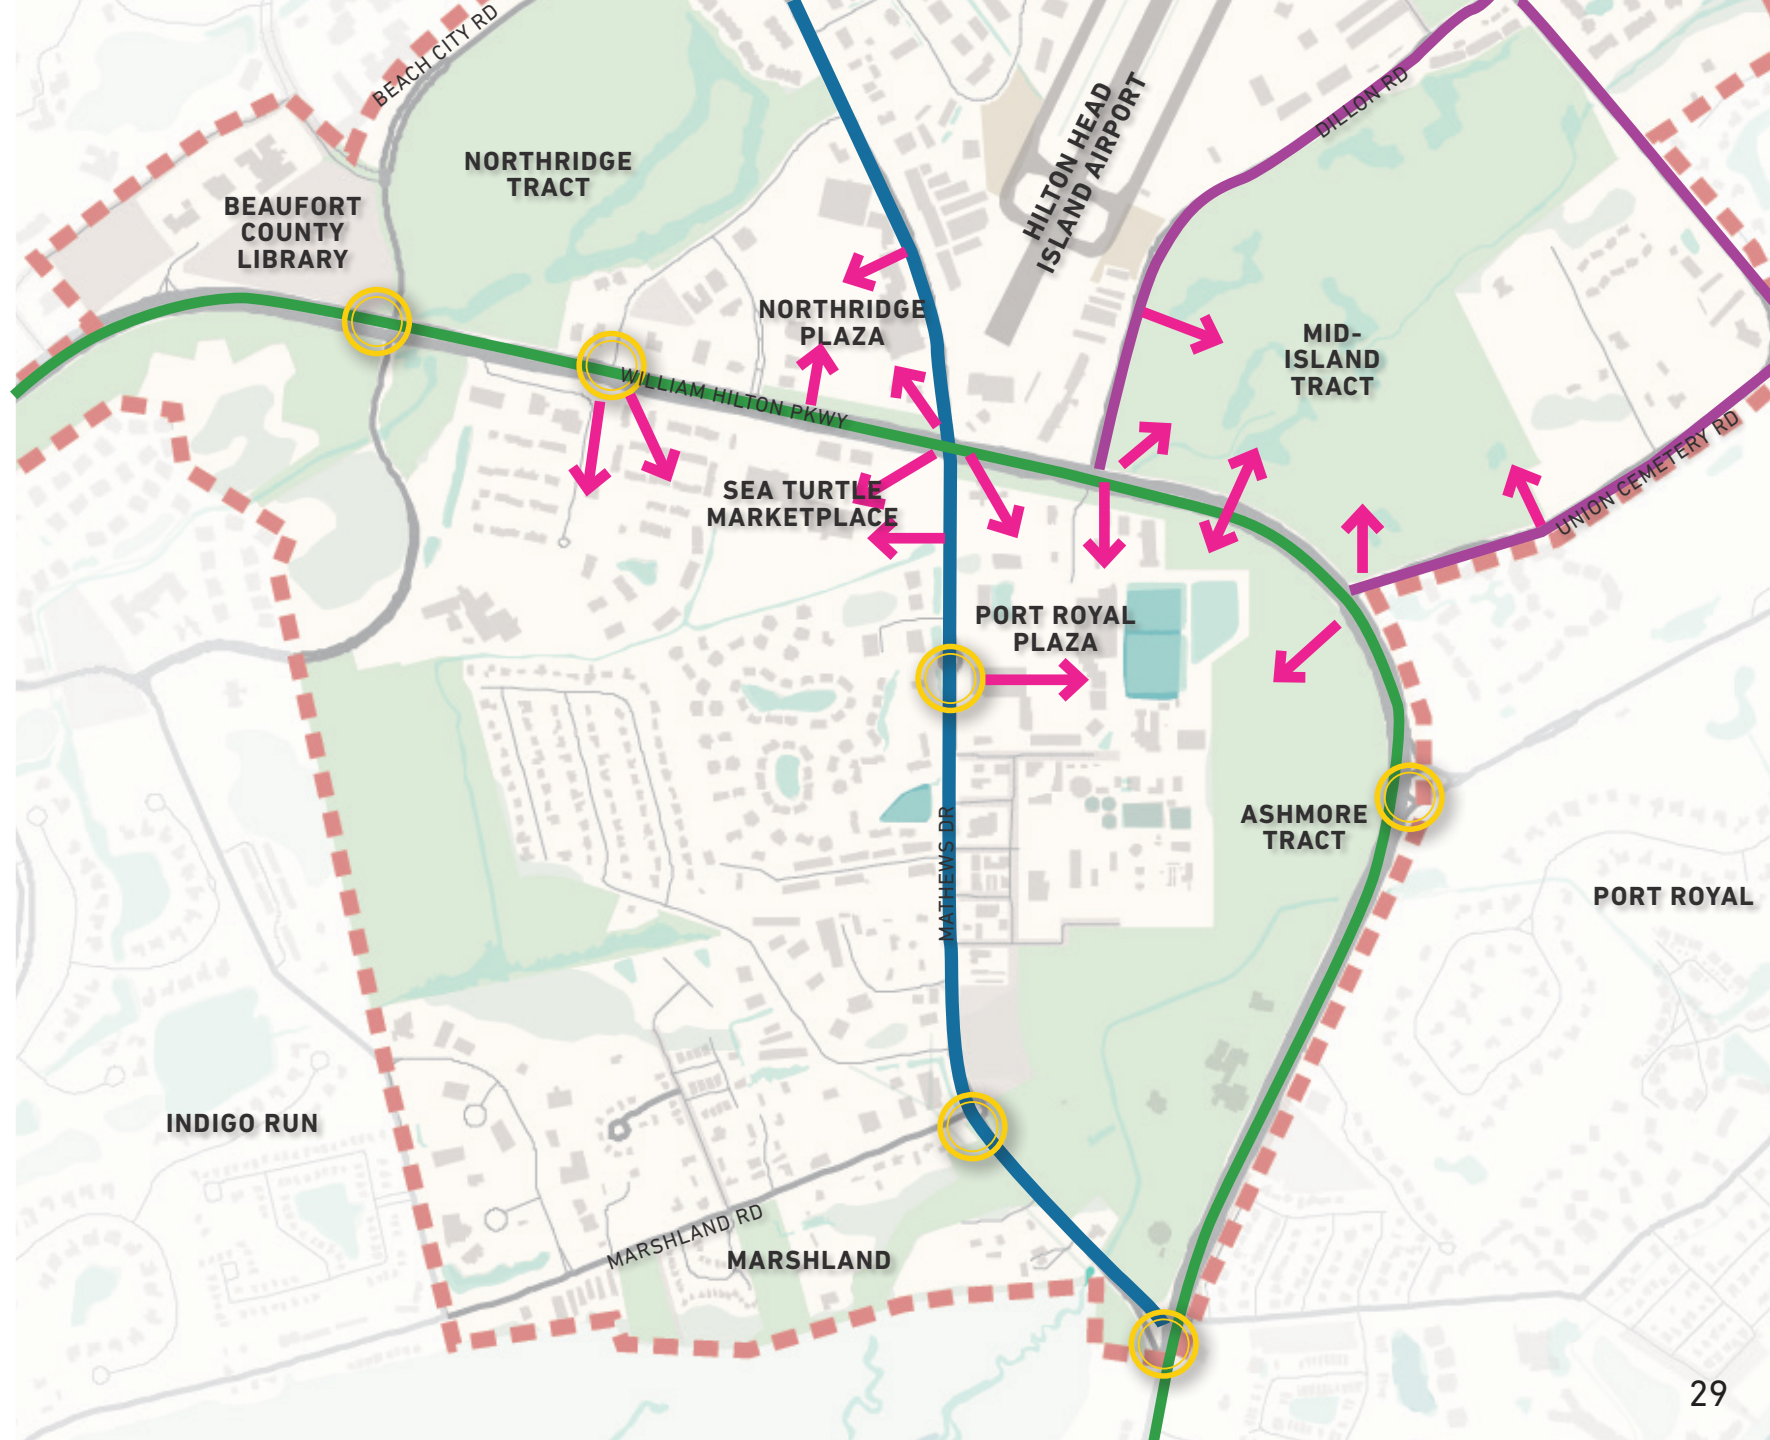 BEACH CITY RD
NORTHRIDGE
TRACT
BEAUFORT
COUNTY
LIBRARY
HILTON HEAD
ISLAND AIRPORT
DILLON RD
NORTHRIDGE
PLAZA
MID-
ISLAND
TRACT
WILLIAM HILTON PKWY
SEA TURTLE
MARKETPLACE
UNION CEMETERY RD
PORT ROYAL
PLAZA
ASHMORE
TRACT
MATHEWS DR
PORT ROYAL
INDIGO RUN
MARSHLAND RD
MARSHLAND
29